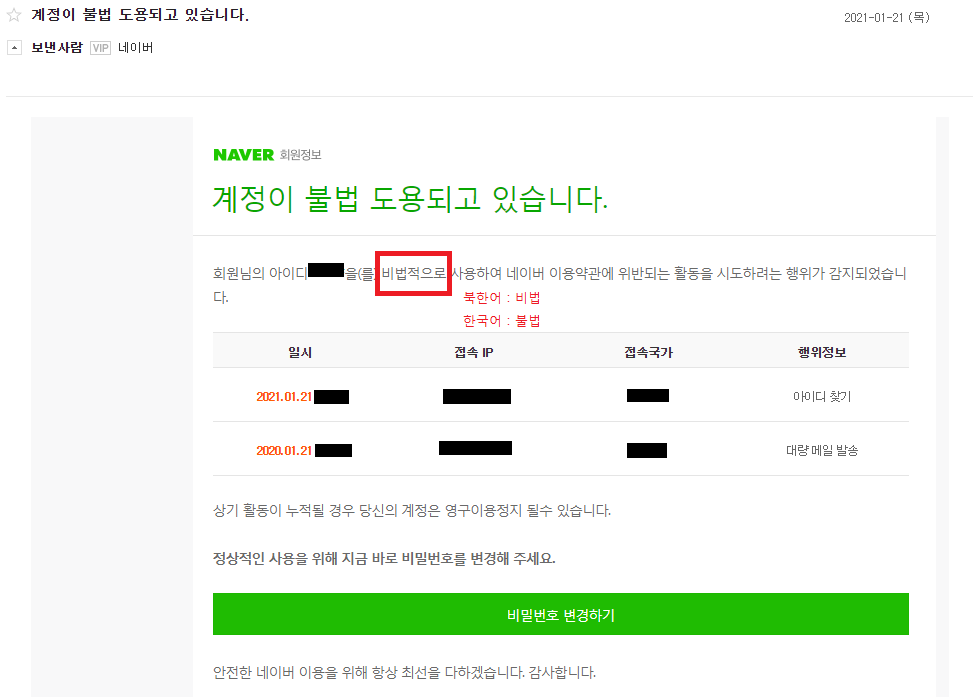 계정이 불법 도용되고 있습니다.
2021-01-21 (목)
보낸사람 VIP 네이버
NAVER 회원정보
계정이 불법 도용되고 있습니다.
회원님의 아이디 을(를) 비법적으로 사용하여 네이버 이용약관에 위반되는 활동을 시도하려는 행위가 감지되었습니
다.
북한어 : 비법
한국어 : 불법
일시 접속 IP 접속국가 행위정보
2021.01.21 아이디 찾기
2020.01.21 대량 메일 발송
상기 활동이 누적될 경우 당신의 계정은 영구이용정지 될수 있습니다.
정상적인 사용을 위해 지금 바로 비밀번호를 변경해 주세요.
비밀번호 변경하기
안전한 네이버 이용을 위해 항상 최선을 다하겠습니다. 감사합니다.